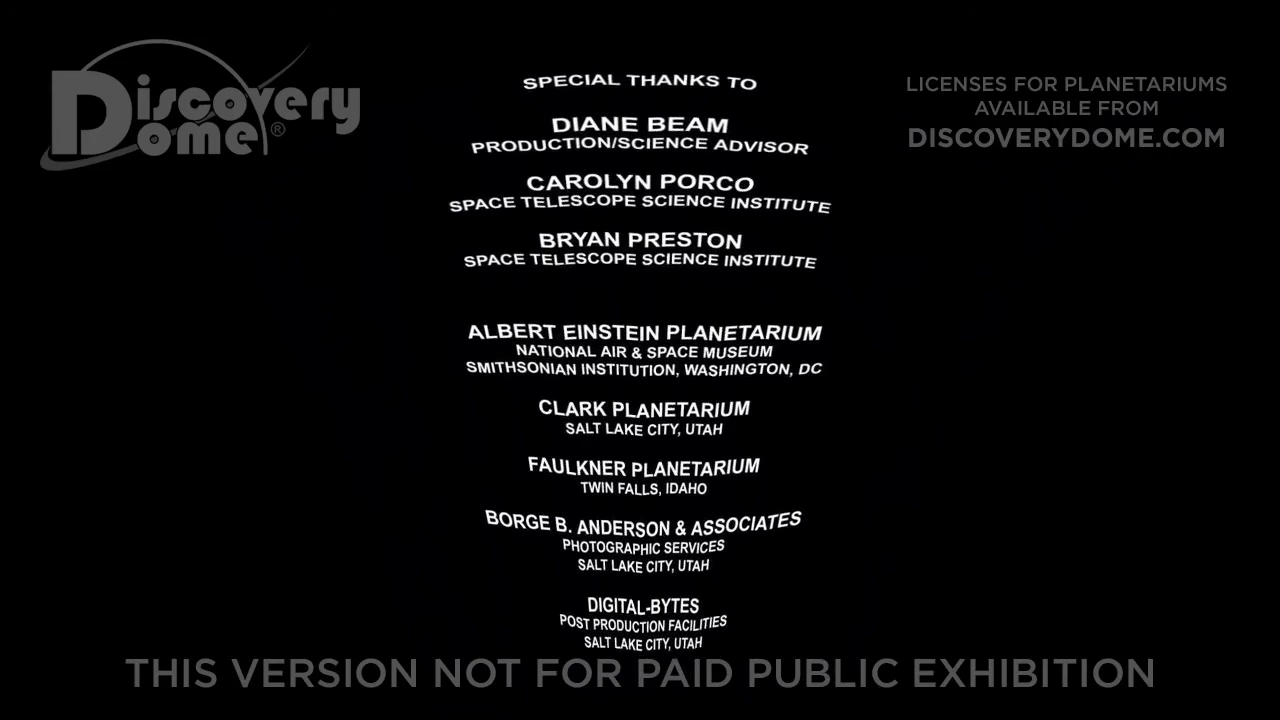 Discovery
Dome®
LICENSES FOR PLANETARIUMS
AVAILABLE FROM
DISCOVERYDOME.COM
SPECIAL THANKS TO
DIANE BEAM
PRODUCTION/SCIENCE ADVISOR
CAROLYN PORCO
SPACE TELESCOPE SCIENCE INSTITUTE
BRYAN PRESTON
SPACE TELESCOPE SCIENCE INSTITUTE
ALBERT EINSTEIN PLANETARIUM
NATIONAL AIR & SPACE MUSEUM
SMITHSONIAN INSTITUTION, WASHINGTON, DC
CLARK PLANETARIUM
SALT LAKE CITY, UTAH
FAULKNER PLANETARIUM
TWIN FALLS, IDAHO
BORGE B. ANDERSON & ASSOCIATES
PHOTOGRAPHIC SERVICES
SALT LAKE CITY, UTAH
DIGITAL-BYTES
POST PRODUCTION FACILITIES
SALT LAKE CITY, UTAH
THIS VERSION NOT FOR PAID PUBLIC EXHIBITION